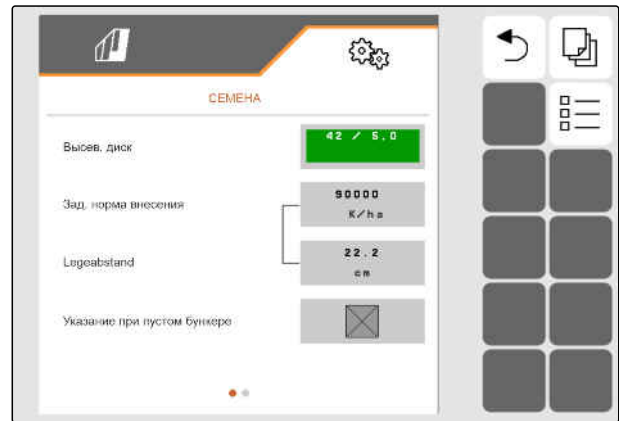 СЕМЕНА
Высев. диск
42 / 5,0
Зад. норма внесения
90000
K/ha
Legeabstand
22.2
cm
Указание при пустом бункере